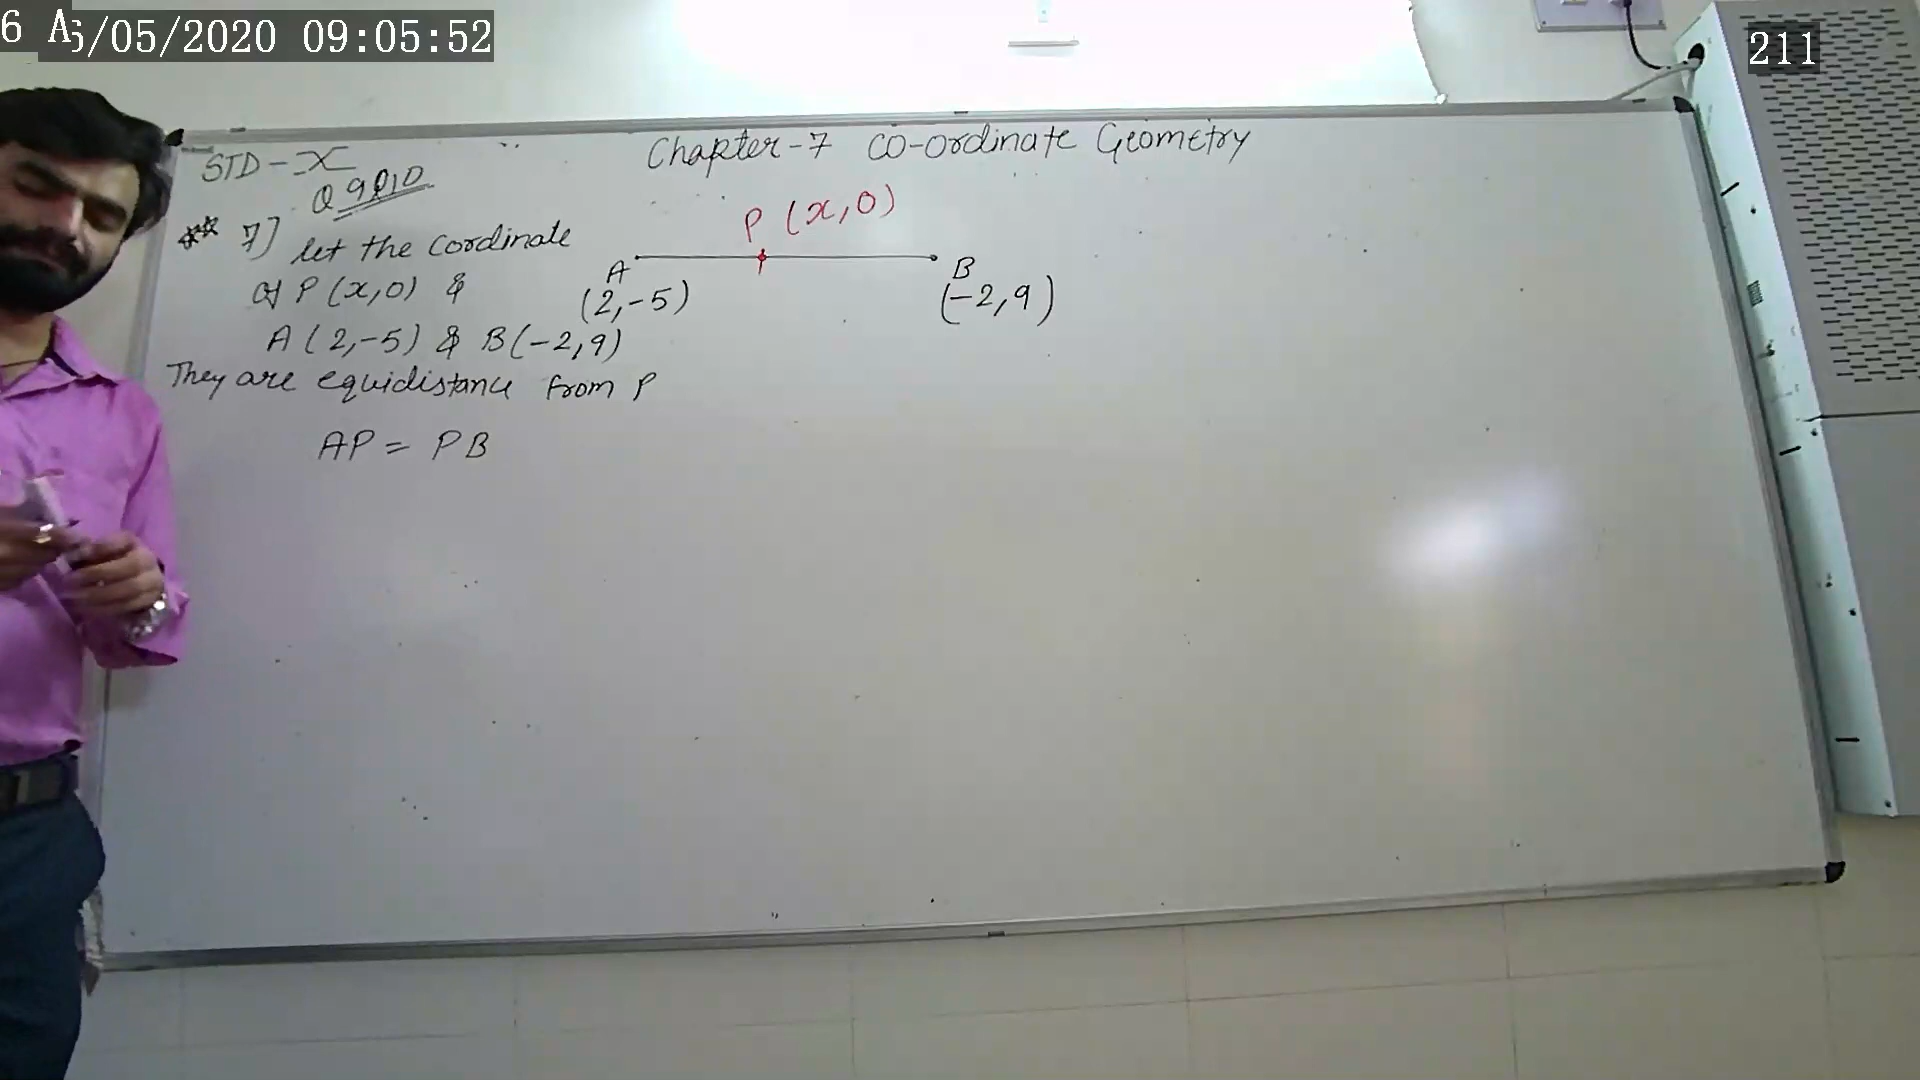 6 A
5/05/2020 09:05:52
211
Chapter-7 CO-Ordinate Geometry
STD-X
Q 9,10
** 7] let the cordinate
of P (x,0) &
A (2,-5) & B(-2,9)
They are equidistance from P
AP = PB
P (x,0)
A B
(2,-5) (-2,9)